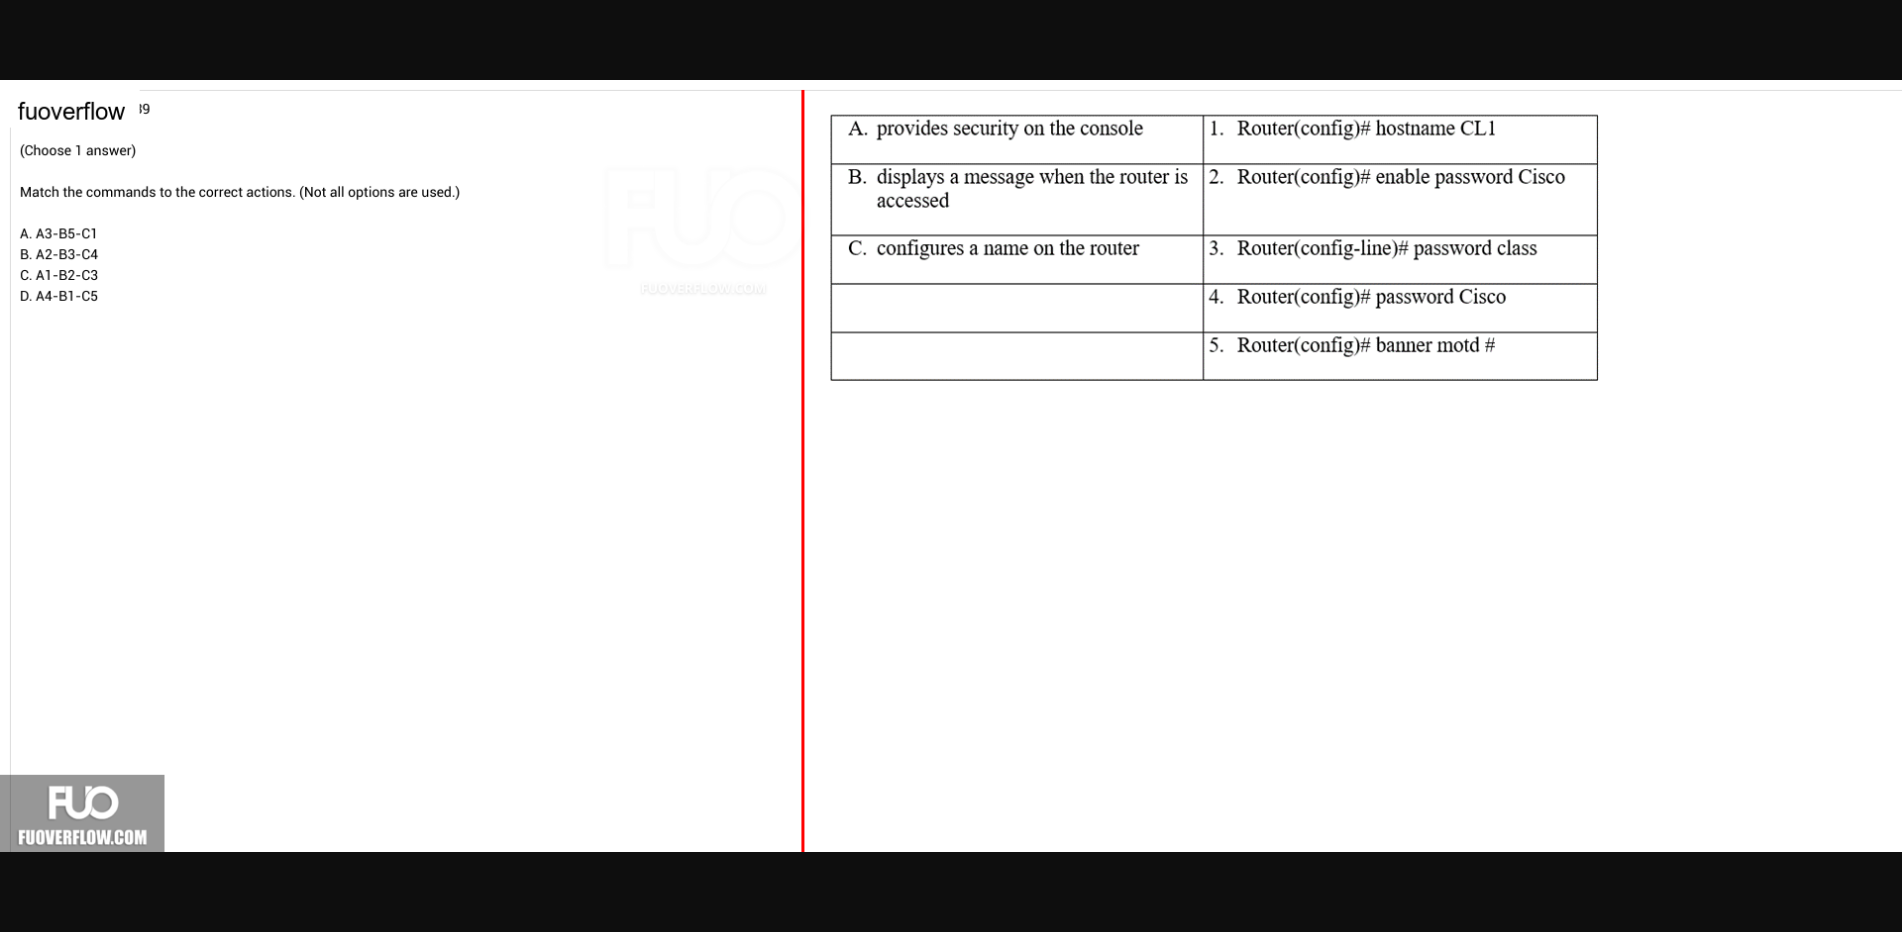 fuoverflow
(Choose 1 answer)
Match the commands to the correct actions. (Not all options are used.)
A. A3-B5-C1
B. A2-B3-C4
C. A1-B2-C3
D. A4-B1-C5
FUO
FUOVERFLOW.COM
A. provides security on the console
1. Router(config)# hostname CL1
B. displays a message when the router is
accessed
2. Router(config)# enable password Cisco
C. configures a name on the router
3. Router(config-line)# password class
4. Router(config)# password Cisco
5. Router(config)# banner motd #
FUO
FUOVERFLOW.COM